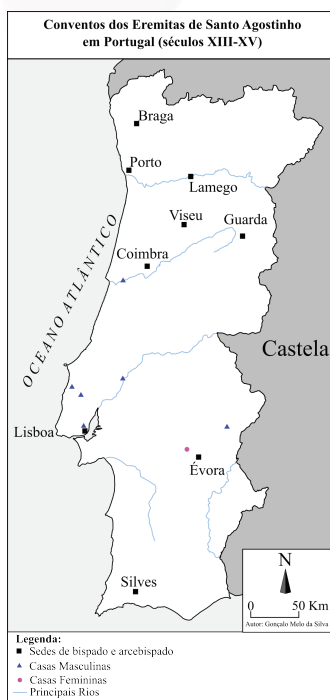 Conventos dos Eremitas de Santo Agostinho
em Portugal (séculos XIII-XV)
Braga
Porto
Lamego
Viseu
Guarda
Coimbra
OCEANO ATLÂNTICO
Castela
Lisboa
Évora
Silves
N
0 50 Km
Autor: Gonçalo Melo da Silva
Legenda:
Sedes de bispado e arcebispado
Casas Masculinas
Casas Femininas
Principais Rios